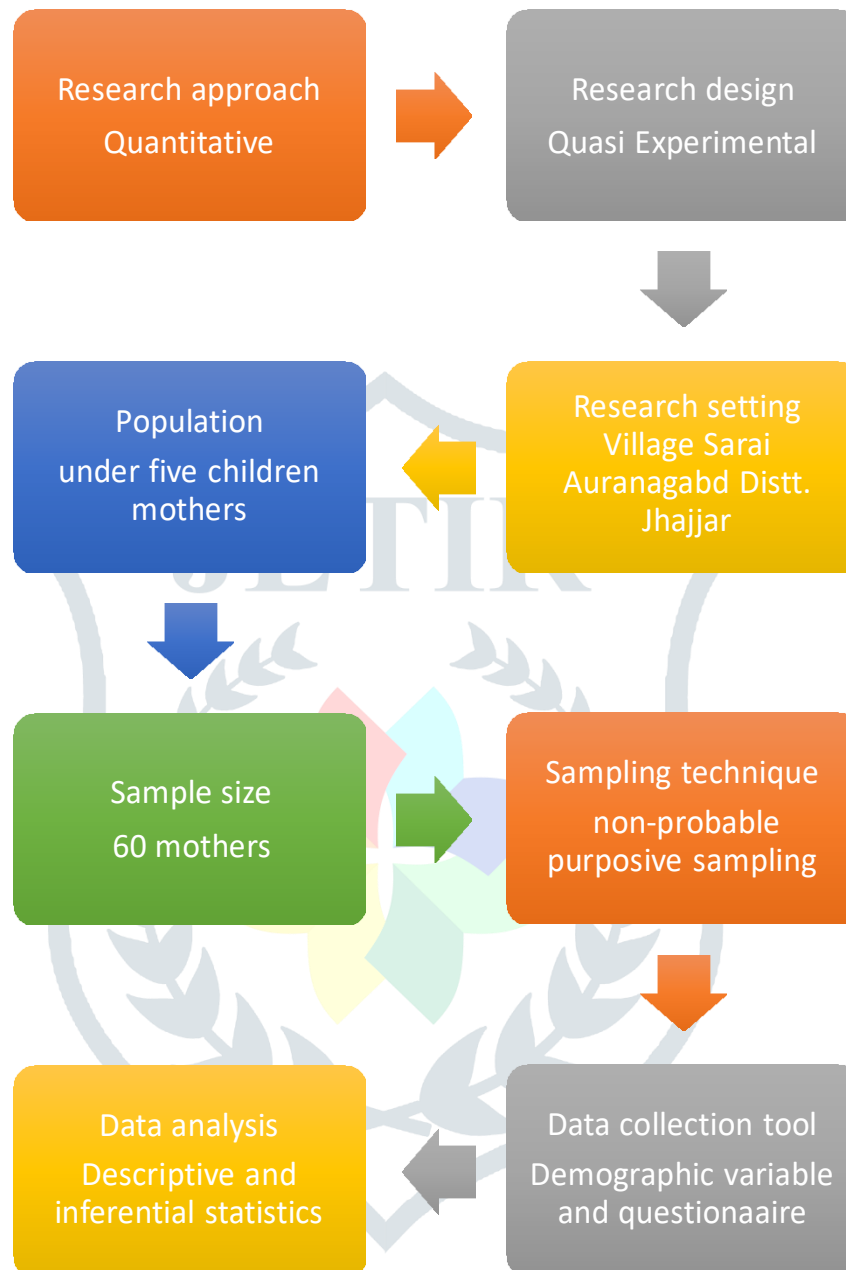 Research approach
Quantitative
Research design
Quasi Experimental
Research setting
Village Sarai
Auranagabd Distt.
Jhajjar
Population
under five children
mothers
Sample size
60 mothers
Sampling technique
non-probable
purposive sampling
Data collection tool
Demographic variable
and questionaaire
Data analysis
Descriptive and
inferential statistics
JETIR